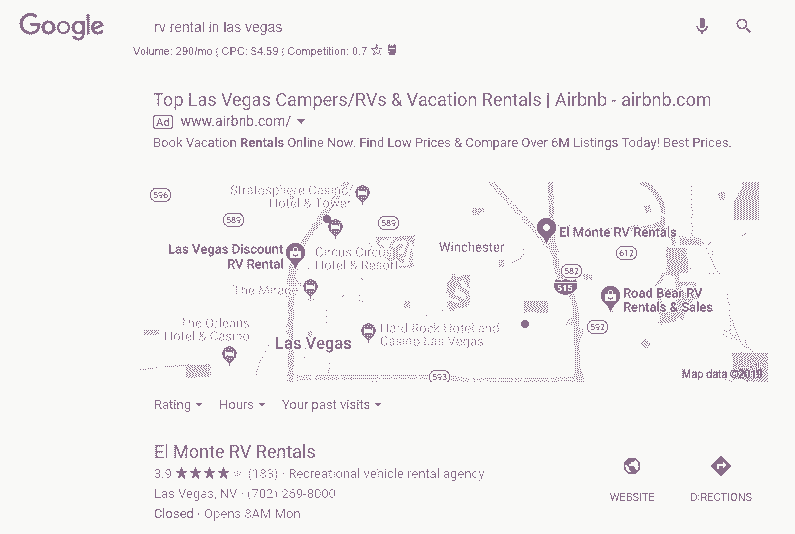 Google rv rental in las vegas
Volume: 290/mo | CPC: $4.59 | Competition: 0.7
Top Las Vegas Campers/RVs & Vacation Rentals | Airbnb - airbnb.com
Ad www.airbnb.com/
Book Vacation Rentals Online Now. Find Low Prices & Compare Over 6M Listings Today! Best Prices.
596
Stratosphere Casino,
Hotel & Tower
589
589
El Monte RV Rentals
Las Vegas Discount
RV Rental
Circus Circus
Hotel & Resort
Winchester
612
582
515
The Mirage
Road Bear RV
Rentals & Sales
The Orleans
Hotel & Casino
Las Vegas
Hard Rock Hotel and
Casino Las Vegas
592
593
Map data ©2019
Rating Hours Your past visits
El Monte RV Rentals
3.9 (183) · Recreational vehicle rental agency
Las Vegas, NV · (702) 269-8000
Closed · Opens 8AM Mon
WEBSITE DIRECTIONS